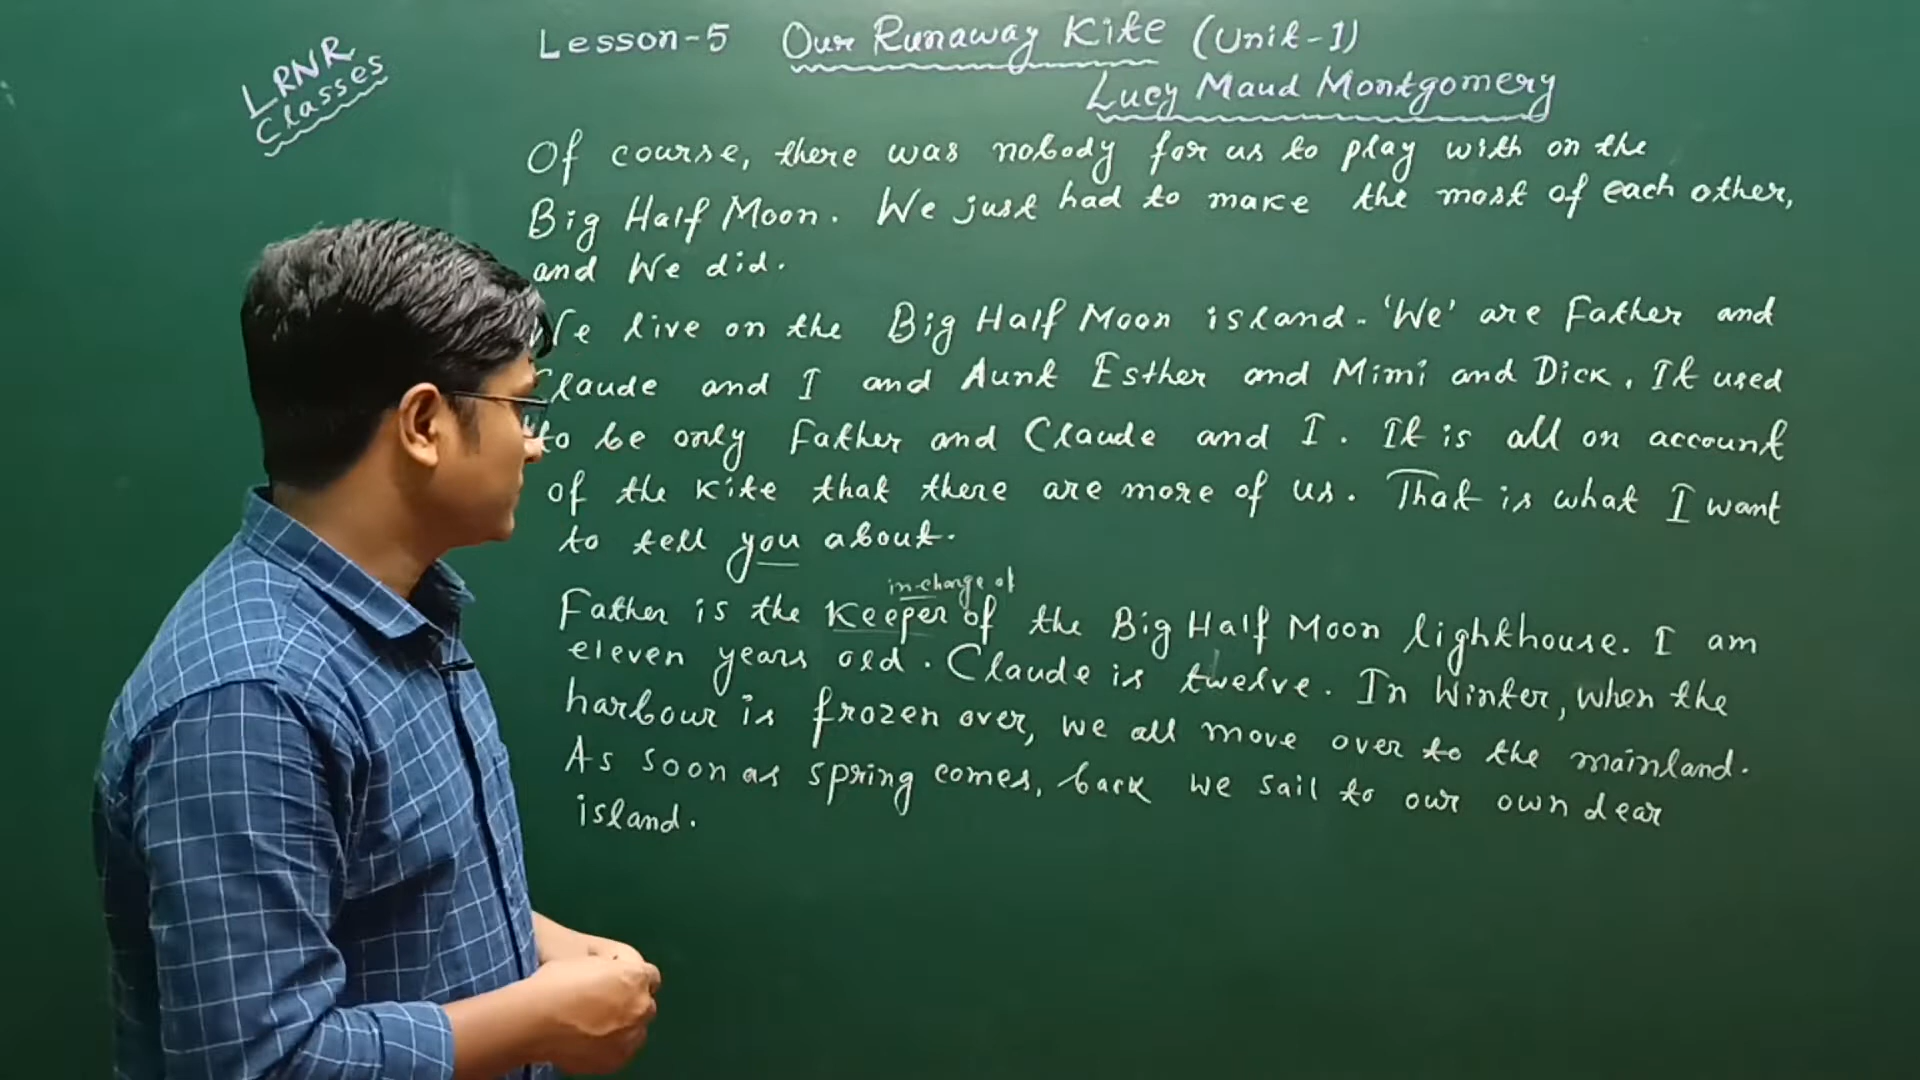 LRNR
Classes
Lesson-5 Our Runaway Kite (Unit-1)
Lucy Maud Montgomery
Of course, there was nobody for us to play with on the
Big Half Moon. We just had to make the most of each other,
and We did.
We live on the Big Half Moon island. 'We' are Father and
Claude and I and Aunt Esther and Mimi and Dick. It used
to be only Father and Claude and I. It is all on account
of the kite that there are more of us. That is what I want
to tell you about.
in-charge of
Father is the Keeper of the Big Half Moon lighthouse. I am
eleven years old. Claude is twelve. In Winter, when the
harbour is frozen over, we all move over to the mainland.
As soon as spring comes, back we sail to our own dear
island.